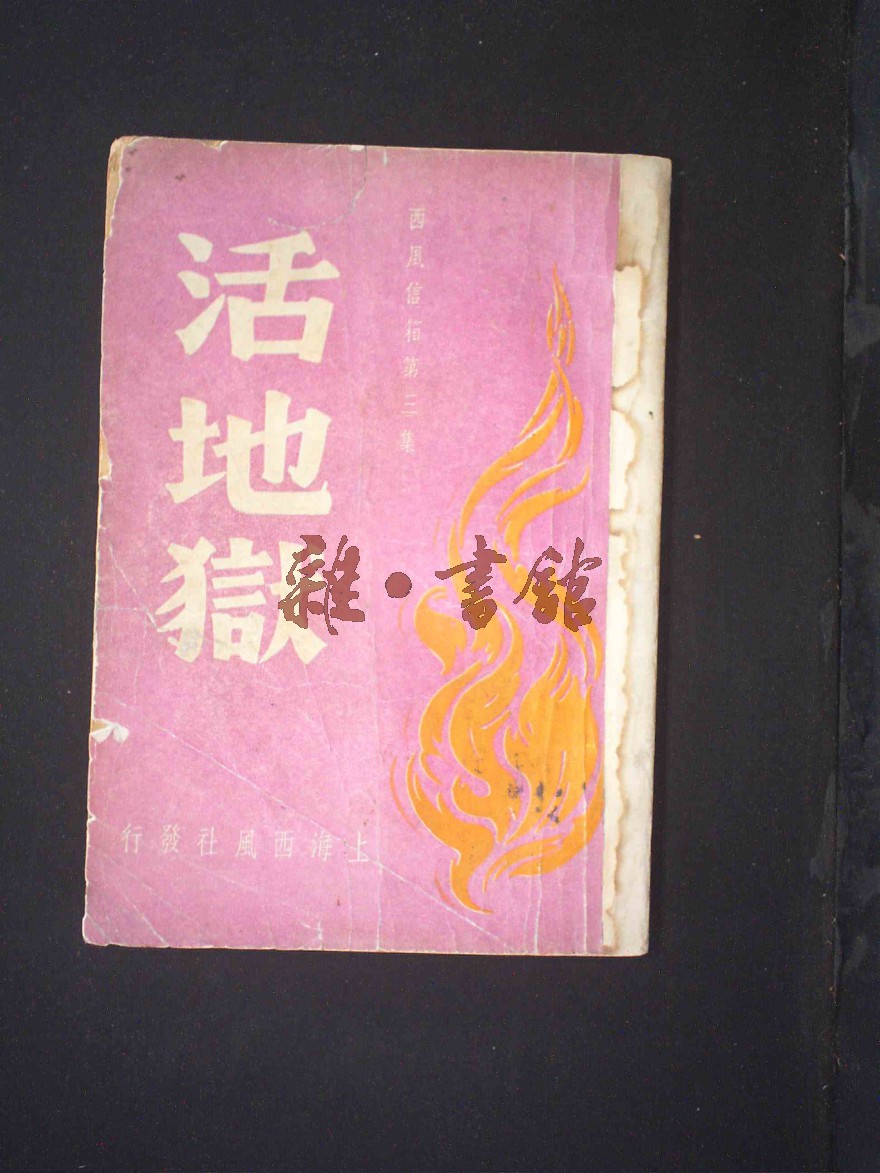 西風信箱第三集
活地獄
上海西風社發行
雜·書館